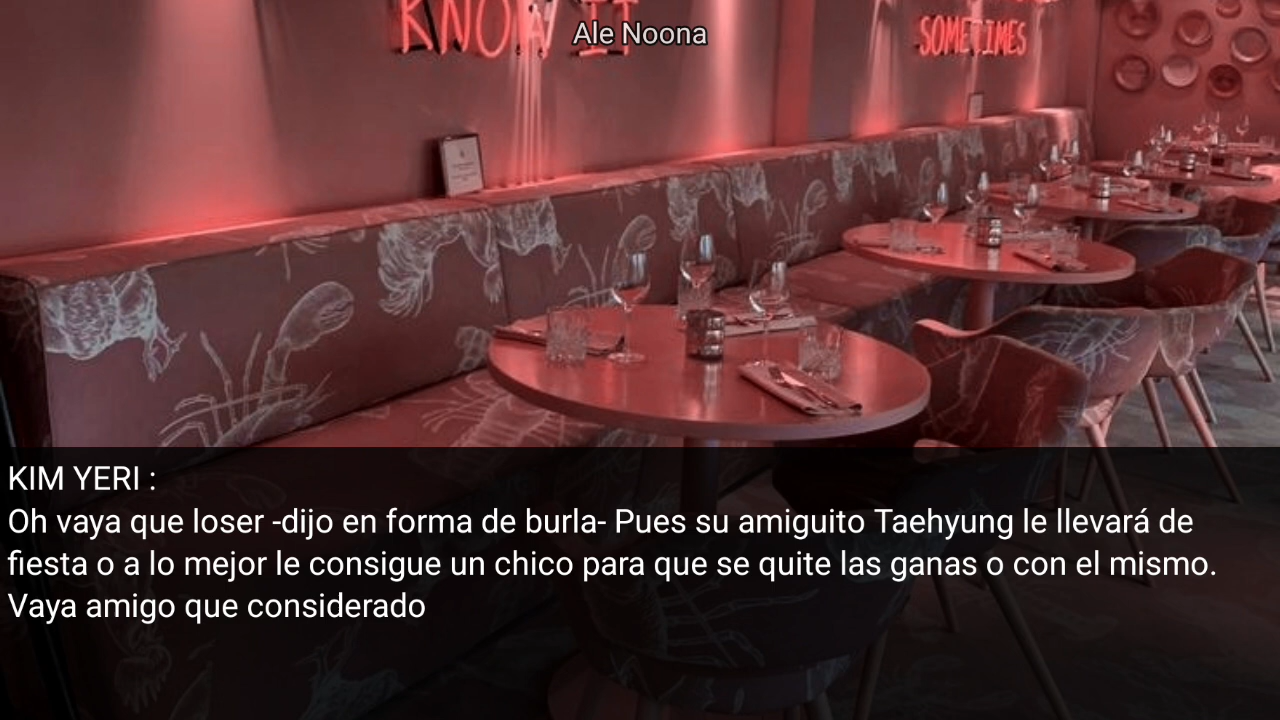 KNOW IT
SOMETIMES
Ale Noona
KIM YERI :
Oh vaya que loser -dijo en forma de burla- Pues su amiguito Taehyung le llevará de
fiesta o a lo mejor le consigue un chico para que se quite las ganas o con el mismo.
Vaya amigo que considerado